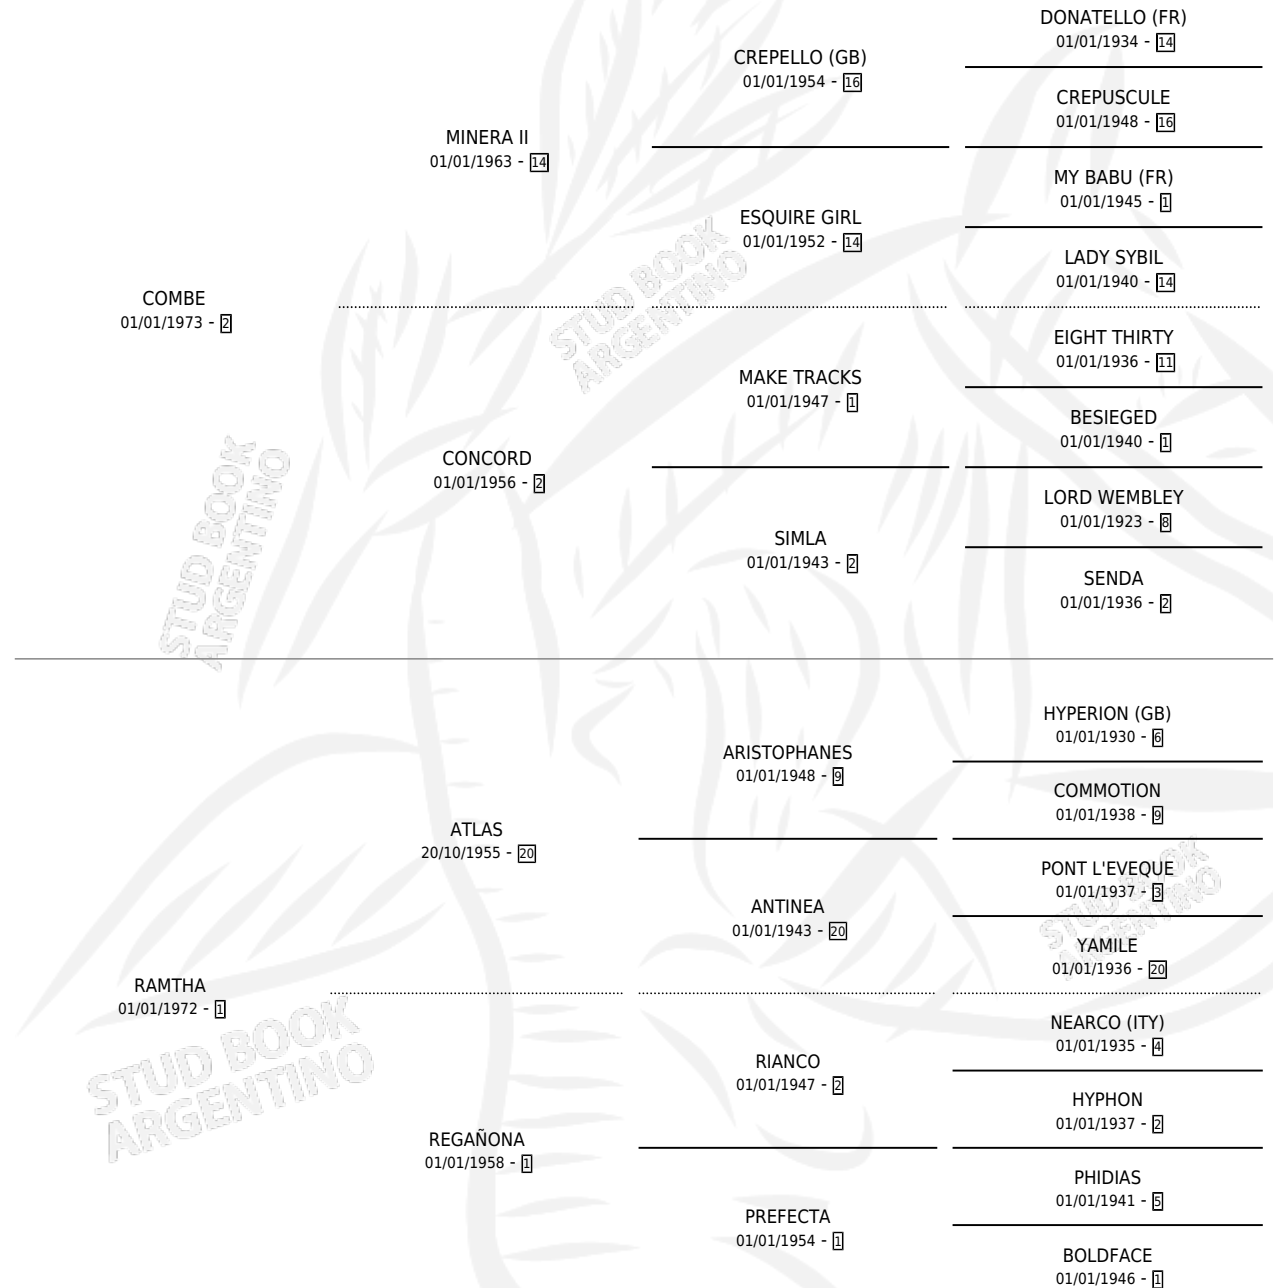 DONATELLO (FR)
01/01/1934 - 14
CREPELLO (GB)
01/01/1954 - 16
CREPUSCULE
01/01/1948 - 16
MINERA II
01/01/1963 - 14
MY BABU (FR)
01/01/1945 - 1
ESQUIRE GIRL
01/01/1952 - 14
LADY SYBIL
01/01/1940 - 14
COMBE
01/01/1973 - 2
EIGHT THIRTY
01/01/1936 - 11
MAKE TRACKS
01/01/1947 - 1
BESIEGED
01/01/1940 - 1
CONCORD
01/01/1956 - 2
LORD WEMBLEY
01/01/1923 - 8
SIMLA
01/01/1943 - 2
SENDA
01/01/1936 - 2
HYPERION (GB)
01/01/1930 - 6
ARISTOPHANES
01/01/1948 - 9
COMMOTION
01/01/1938 - 9
ATLAS
20/10/1955 - 20
PONT L'EVEQUE
01/01/1937 - 3
ANTINEA
01/01/1943 - 20
YAMILE
01/01/1936 - 20
RAMTHA
01/01/1972 - 1
NEARCO (ITY)
01/01/1935 - 4
RIANCO
01/01/1947 - 2
HYPHON
01/01/1937 - 2
REGAÑONA
01/01/1958 - 1
PHIDIAS
01/01/1941 - 5
PREFECTA
01/01/1954 - 1
BOLDFACE
01/01/1946 - 1
STUD BOOK
ARGENTINO
STUD BOOK
ARGENTINO
STUD BOOK
ARGENTINO
STUD BOOK
ARGENTINO